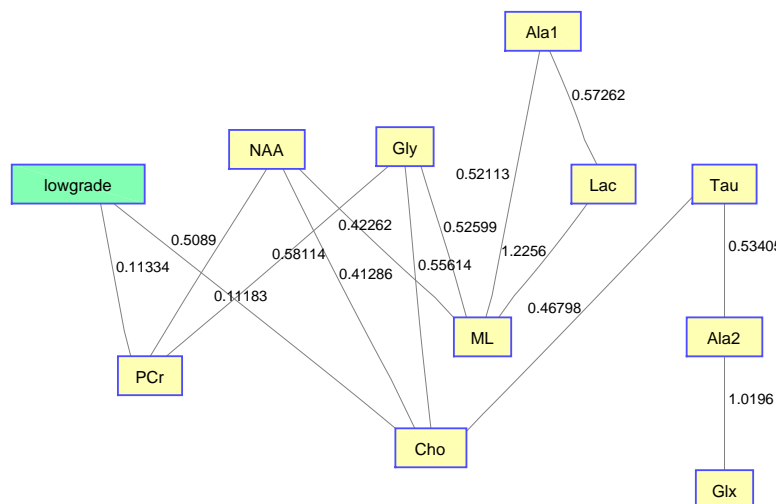 Ala1
0.57262
NAA
Gly
lowgrade
0.52113
Lac
Tau
0.42262
0.52599
0.5089
0.58114
0.55614
1.2256
0.53405
0.11334
0.41286
0.11183
0.46798
ML
Ala2
PCr
1.0196
Cho
Glx